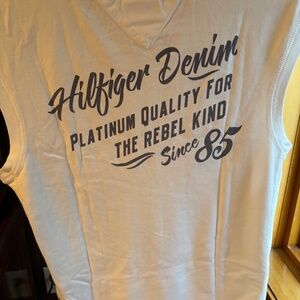 Hilfiger Denim
PLATINUM QUALITY FOR
THE REBEL KIND
Since 85